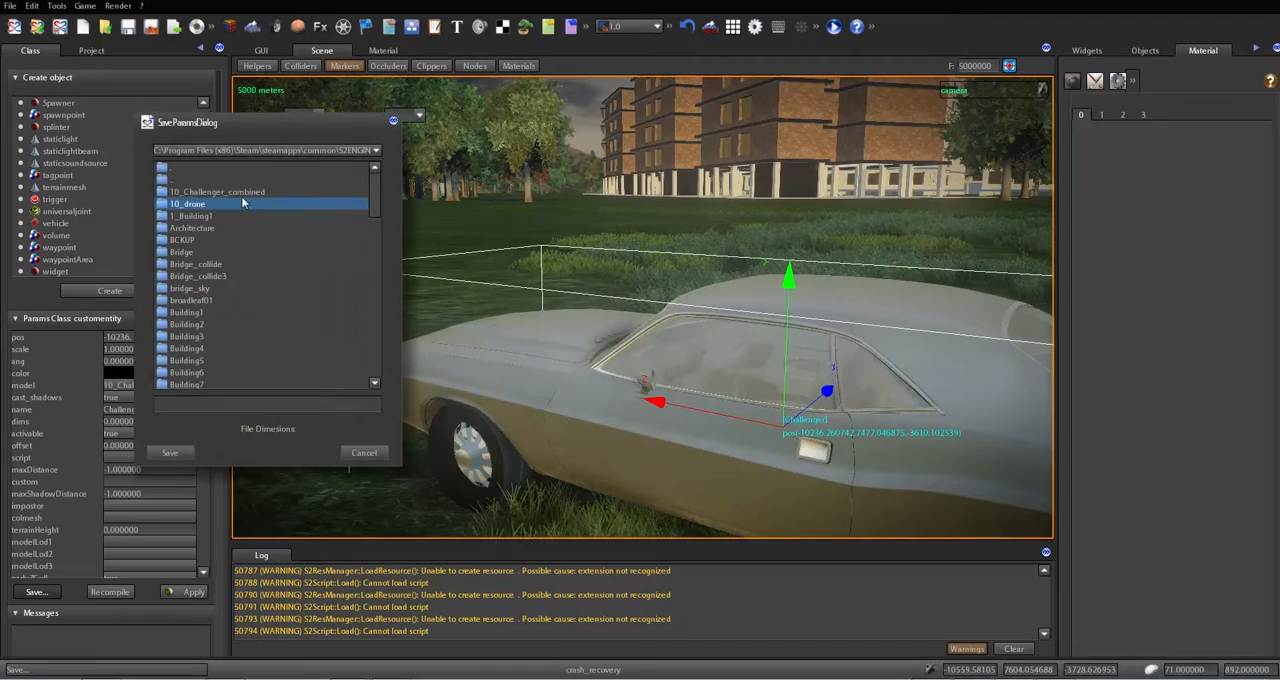 File Edit Tools Game Render ?
Fx T » 1.0 » »
Class Project GUI Scene Material Widgets Objects Material
Helpers Colliders Markers Occluders Clippers Nodes Materials F: 5000000
Create object
Spawner
spawnpoint
splinter
staticlight
staticlightbeam
staticsoundsource
tagpoint
terrainmesh
trigger
universaljoint
vehicle
volume
waypoint
waypointArea
widget
Create
Params Class: customentity
pos -10236.
scale 1.00000
ang 0.00000
color
model 10_Chal
cast_shadows true
name Challeng
dims 0.00000
activable true
offset 0.00000
script
maxDistance -1.00000
custom
maxShadowDistance -1.000000
impostor
colmesh
terrainHeight 0.000000
modelLod1
modelLod2
modelLod3
Save... Recompile Apply
Messages
SaveParamsDialog
C:\Program Files (x86)\Steam\steamapps\common\S2ENGIN
.
..
10_Challenger_combined
10_drone
1_Building1
Architecture
BCKUP
Bridge
Bridge_collide
Bridge_collide3
bridge_sky
broadleaf01
Building1
Building2
Building3
Building4
Building5
Building6
Building7
File Dimesions:
Save Cancel
5000 meters camera
[Challenger]
pos(-10236.260742,7477.046875,-3610.102539)
0 1 2 3
Log
50787 (WARNING) S2ResManager::LoadResource(): Unable to create resource . Possible cause: extension not recognized
50788 (WARNING) S2Script::Load(): Cannot load script
50790 (WARNING) S2ResManager::LoadResource(): Unable to create resource . Possible cause: extension not recognized
50791 (WARNING) S2Script::Load(): Cannot load script
50793 (WARNING) S2ResManager::LoadResource(): Unable to create resource . Possible cause: extension not recognized
50794 (WARNING) S2Script::Load(): Cannot load script
Warnings Clear
Save... crash_recovery -10559.58105 7604.054688 -3728.626953 71.000000 892.000000